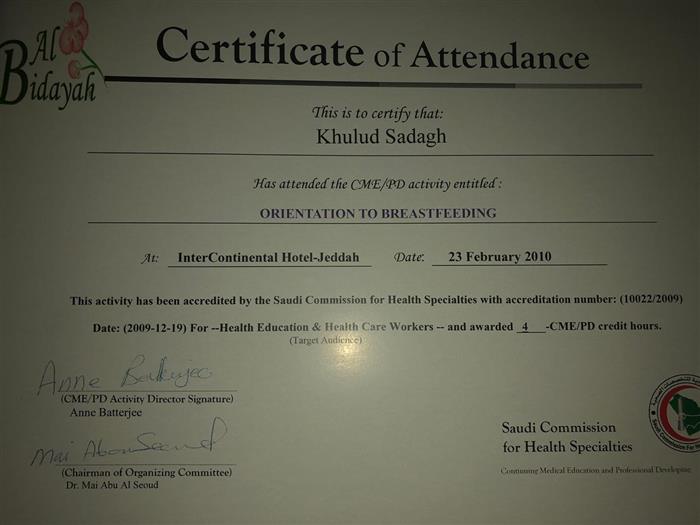 Al
Bidayah
Certificate of Attendance
This is to certify that:
Khulud Sadagh
Has attended the CME/PD activity entitled :
ORIENTATION TO BREASTFEEDING
At: InterContinental Hotel-Jeddah Date: 23 February 2010
This activity has been accredited by the Saudi Commission for Health Specialties with accreditation number: (10022/2009)
Date: (2009-12-19) For --Health Education & Health Care Workers -- and awarded 4 -CME/PD credit hours.
(Target Audience)
Anne Batterjee
(CME/PD Activity Director Signature)
Anne Batterjee
Mai AbouSeoud
(Chairman of Organizing Committee)
Dr. Mai Abu Al Seoud
Saudi Commission
for Health Specialties
Continuing Medical Education and Professional Developing